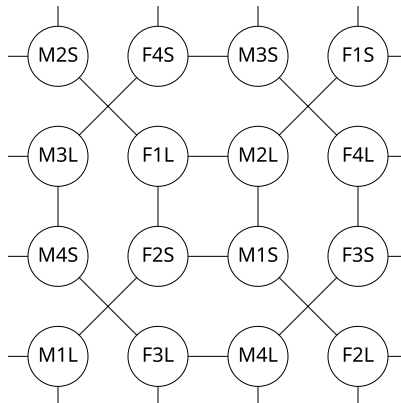 M2S F4S M3S F1S
M3L F1L M2L F4L
M4S F2S M1S F3S
M1L F3L M4L F2L